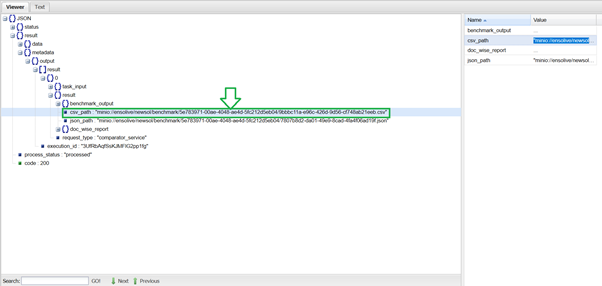 Viewer Text
JSON
status
result
data
metadata
output
result
0
task_input
result
benchmark_output
csv_path : "minio://ensolive/newsol/benchmark/5e783971-00ae-4048-ae4d-5fc212d5eb04/9bbbc11a-e96c-426d-9d56-cf748ab21eeb.csv"
json_path : "minio://ensolive/newsol/benchmark/5e783971-00ae-4048-ae4d-5fc212d5eb04/7807b8d2-da01-49e9-8cad-4fa4f06ad19f.json"
doc_wise_report
request_type : "comparator_service"
execution_id : "3UfRbAqf9sKJMFXG2pp1fg"
process_status : "processed"
code : 200
Search: GO! Next Previous
Name Value
benchmark_output ...
csv_path "minio://ensolive/newsol...
doc_wise_report ...
json_path "minio://ensolive/newsol...